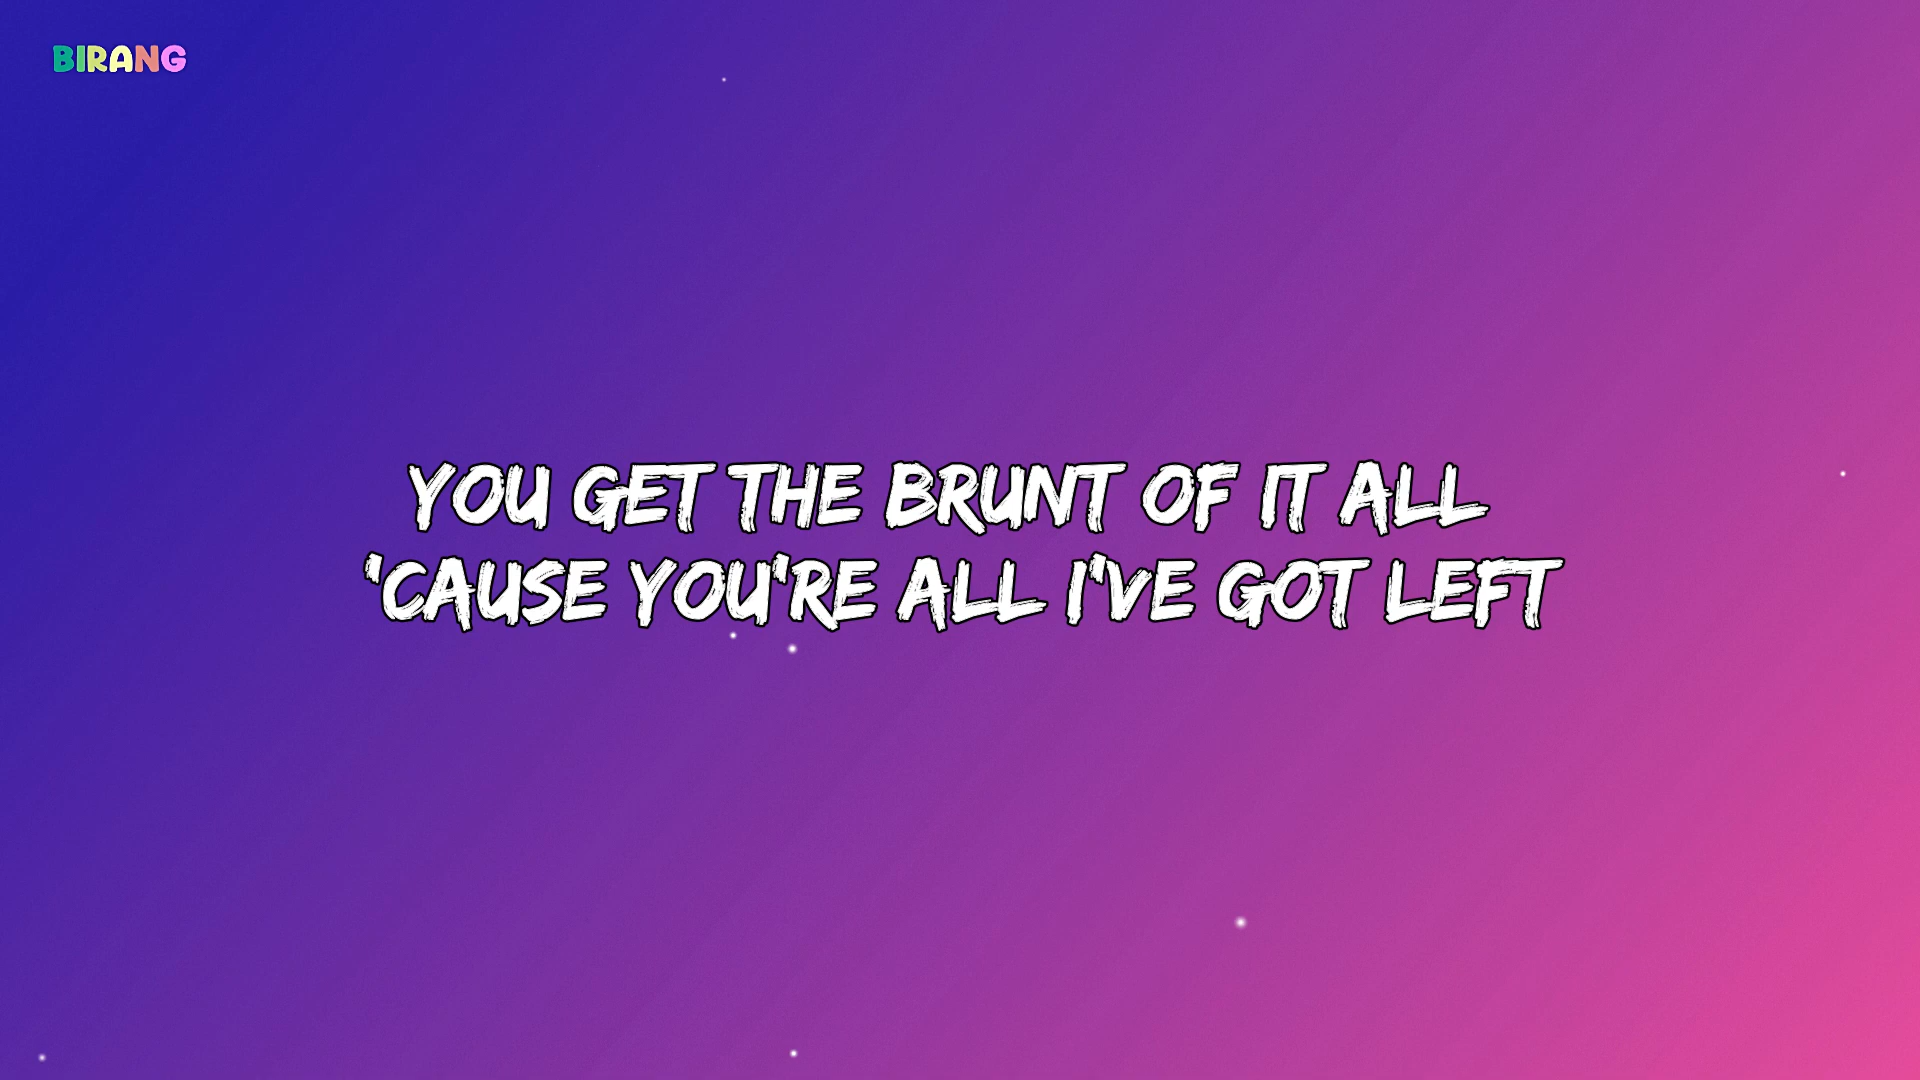 BIRANG
YOU GET THE BRUNT OF IT ALL
'CAUSE YOU'RE ALL I'VE GOT LEFT